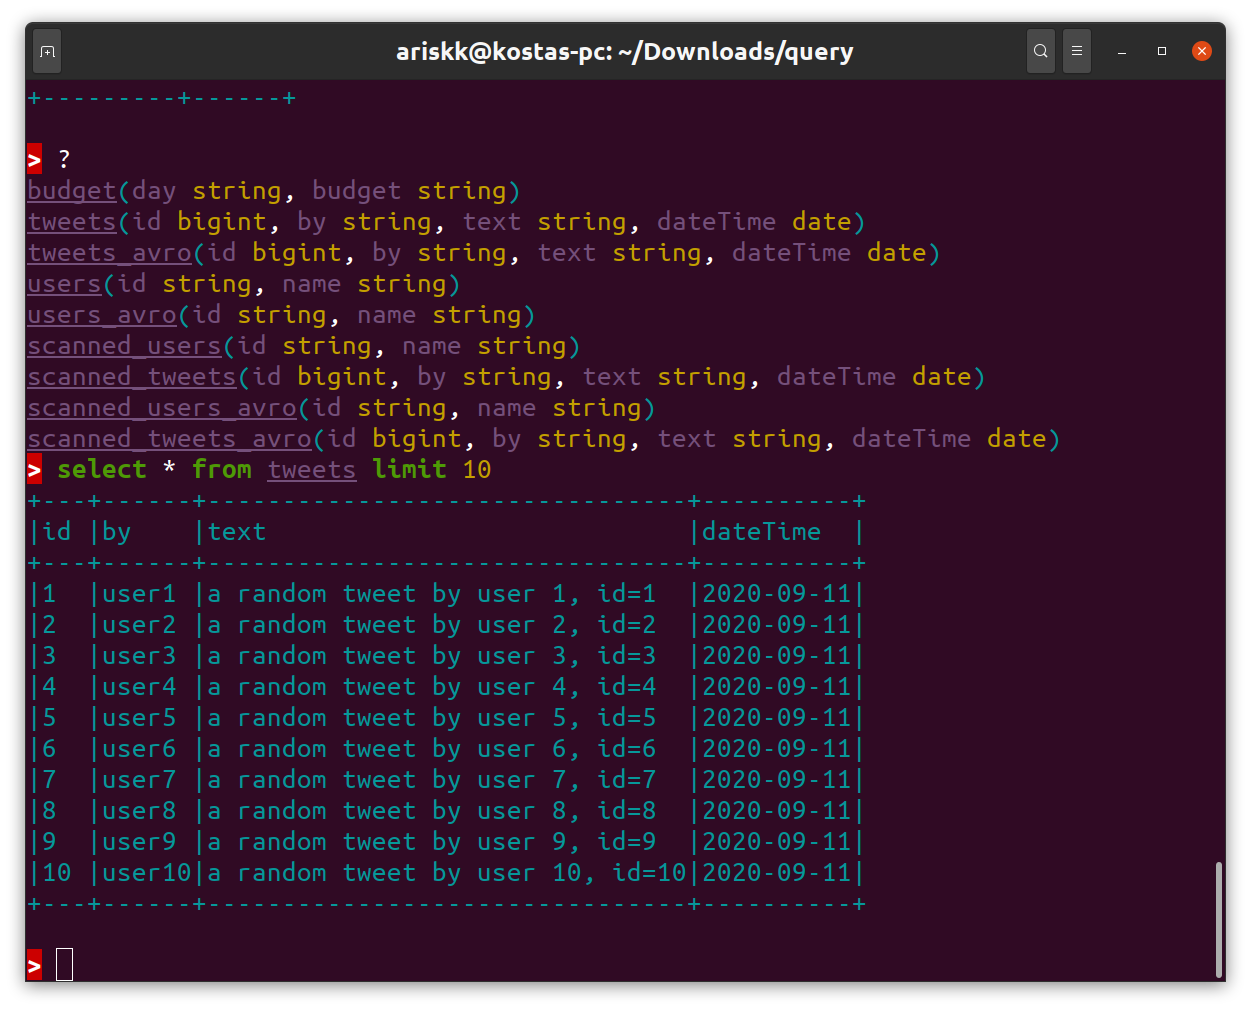 ariskk@kostas-pc: ~/Downloads/query
+---------+------+
> ?
budget(day string, budget string)
tweets(id bigint, by string, text string, dateTime date)
tweets_avro(id bigint, by string, text string, dateTime date)
users(id string, name string)
users_avro(id string, name string)
scanned_users(id string, name string)
scanned_tweets(id bigint, by string, text string, dateTime date)
scanned_users_avro(id string, name string)
scanned_tweets_avro(id bigint, by string, text string, dateTime date)
> select * from tweets limit 10
+---+------+--------------------------------+----------+
|id |by    |text                            |dateTime  |
+---+------+--------------------------------+----------+
|1  |user1 |a random tweet by user 1, id=1  |2020-09-11|
|2  |user2 |a random tweet by user 2, id=2  |2020-09-11|
|3  |user3 |a random tweet by user 3, id=3  |2020-09-11|
|4  |user4 |a random tweet by user 4, id=4  |2020-09-11|
|5  |user5 |a random tweet by user 5, id=5  |2020-09-11|
|6  |user6 |a random tweet by user 6, id=6  |2020-09-11|
|7  |user7 |a random tweet by user 7, id=7  |2020-09-11|
|8  |user8 |a random tweet by user 8, id=8  |2020-09-11|
|9  |user9 |a random tweet by user 9, id=9  |2020-09-11|
|10 |user10|a random tweet by user 10, id=10|2020-09-11|
+---+------+--------------------------------+----------+
>